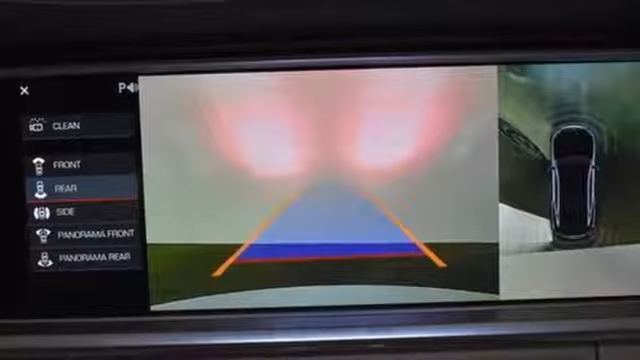 ×
P
CLEAN
FRONT
REAR
SIDE
PANORAMA FRONT
PANORAMA REAR